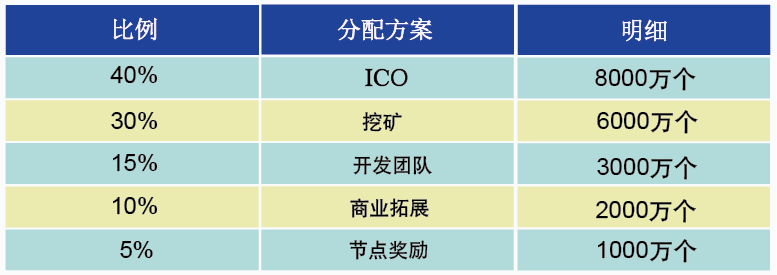 比例 分配方案 明细
40% ICO 8000万个
30% 挖矿 6000万个
15% 开发团队 3000万个
10% 商业拓展 2000万个
5% 节点奖励 1000万个